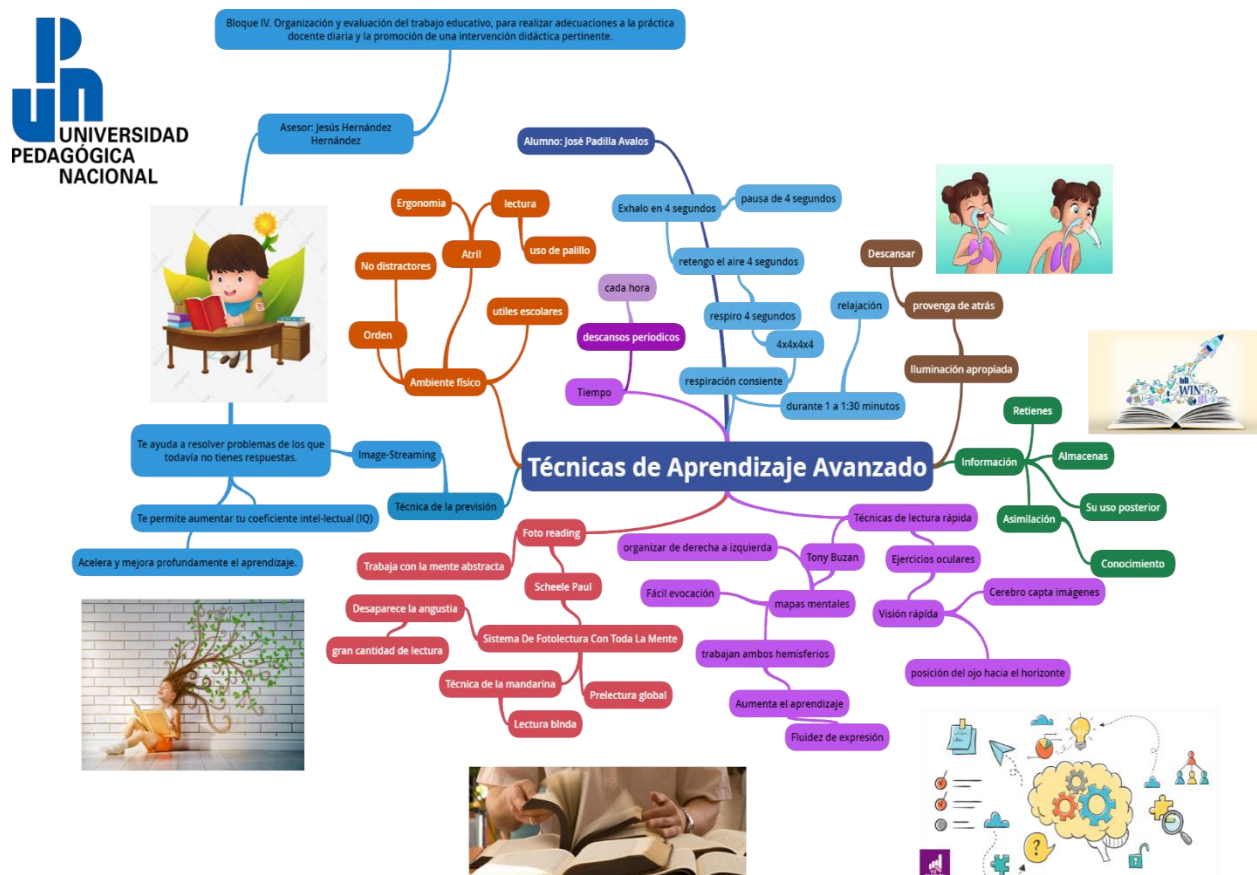 Bloque IV. Organización y evaluación del trabajo educativo, para realizar adecuaciones a la práctica
docente diaria y la promoción de una intervención didáctica pertinente.
UNIVERSIDAD
PEDAGÓGICA
NACIONAL
Asesor: Jesús Hernández
Hernández
Alumno: José Padilla Avalos
Ergonomia
lectura
Atril
uso de palillo
No distractores
Orden
utiles escolares
Ambiente físico
Exhalo en 4 segundos
pausa de 4 segundos
retengo el aire 4 segundos
respiro 4 segundos
4x4x4x4
respiración consiente
durante 1 a 1:30 minutos
relajación
cada hora
descansos periodicos
Tiempo
Descansar
provenga de atrás
Iluminación apropiada
WIN
Técnicas de Aprendizaje Avanzado
Retienes
Información
Almacenas
Su uso posterior
Asimilación
Conocimiento
Te ayuda a resolver problemas de los que
todavía no tienes respuestas.
Image-Streaming
Técnica de la previsión
Te permite aumentar tu coeficiente intel-lectual (IQ)
Acelera y mejora profundamente el aprendizaje.
Foto reading
Trabaja con la mente abstracta
Scheele Paul
Desaparece la angustia
gran cantidad de lectura
Sistema De Fotolectura Con Toda La Mente
Técnica de la mandarina
Prelectura global
Lectura blnda
Técnicas de lectura rápida
organizar de derecha a izquierda
Tony Buzan
Ejercicios oculares
Fácil evocación
mapas mentales
Visión rápida
Cerebro capta imágenes
posición del ojo hacia el horizonte
trabajan ambos hemisferios
Aumenta el aprendizaje
Fluidez de expresión
?